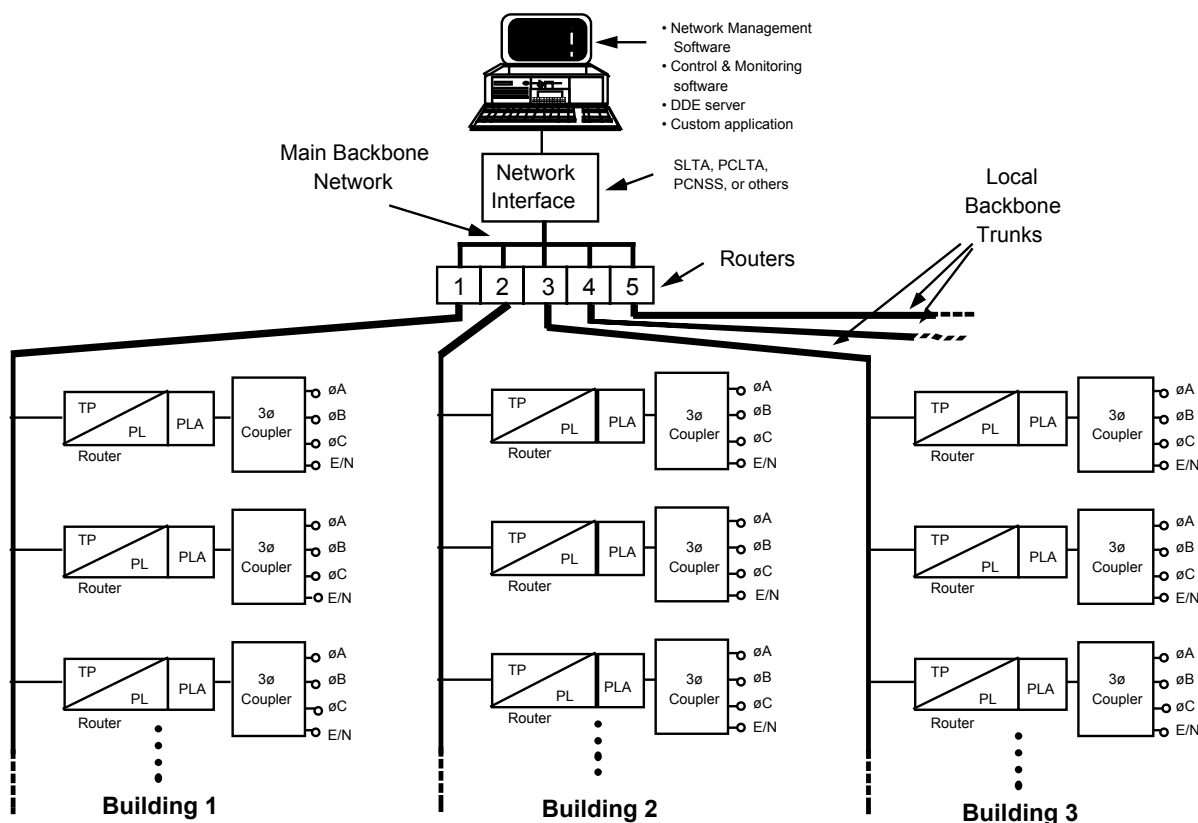 • Network Management
Software
• Control & Monitoring
software
• DDE server
• Custom application
Main Backbone
Network
Network
Interface
SLTA, PCLTA,
PCNSS, or others
Local
Backbone
Trunks
1 2 3 4 5
Routers
TP
PL
PLA
Router
3ø
Coupler
øA
øB
øC
E/N
TP
PL
PLA
Router
3ø
Coupler
øA
øB
øC
E/N
TP
PL
PLA
Router
3ø
Coupler
øA
øB
øC
E/N
Building 1
TP
PL
PLA
Router
3ø
Coupler
øA
øB
øC
E/N
TP
PL
PLA
Router
3ø
Coupler
øA
øB
øC
E/N
TP
PL
PLA
Router
3ø
Coupler
øA
øB
øC
E/N
Building 2
TP
PL
PLA
Router
3ø
Coupler
øA
øB
øC
E/N
TP
PL
PLA
Router
3ø
Coupler
øA
øB
øC
E/N
TP
PL
PLA
Router
3ø
Coupler
øA
øB
øC
E/N
Building 3